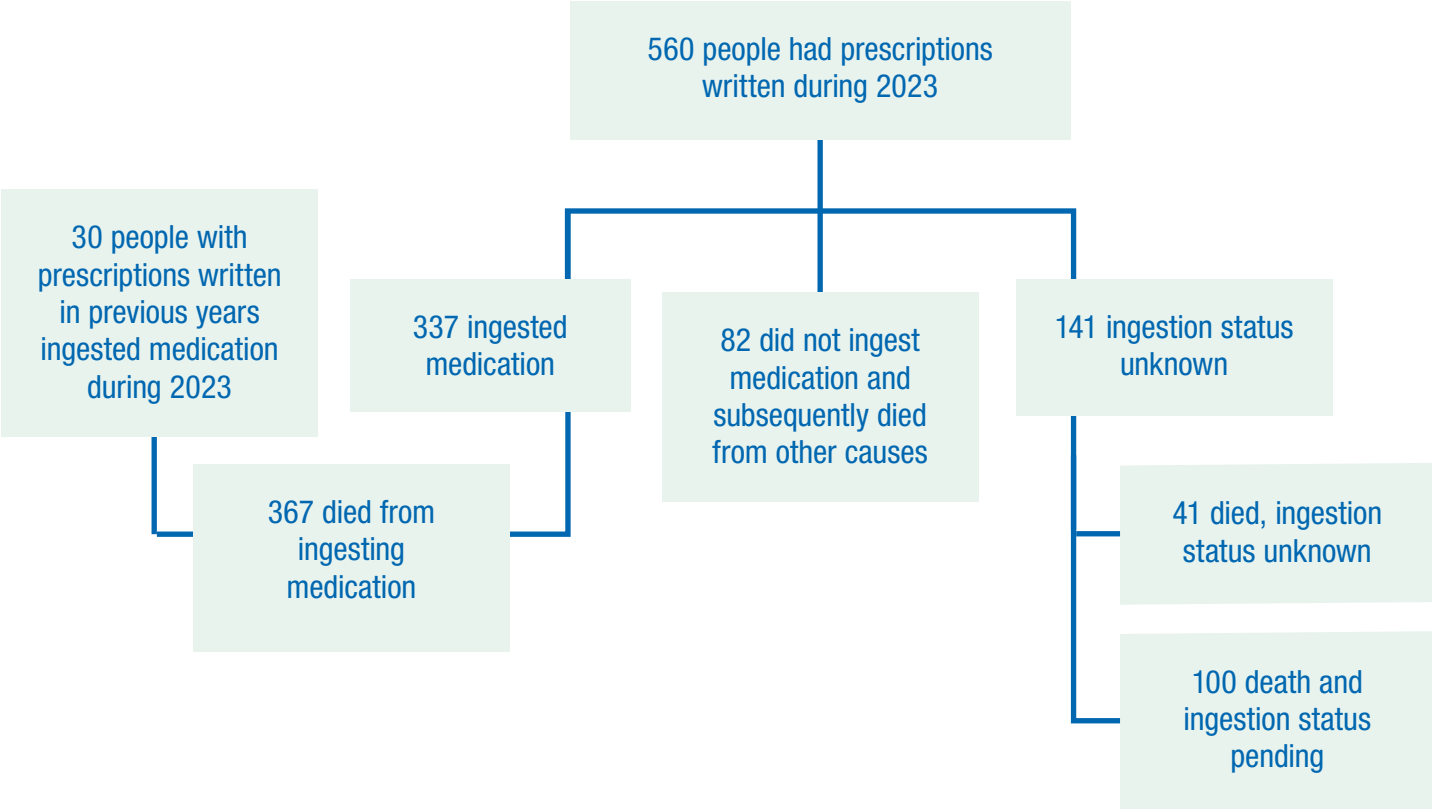 560 people had prescriptions
written during 2023
30 people with
prescriptions written
in previous years
ingested medication
during 2023
337 ingested
medication
82 did not ingest
medication and
subsequently died
from other causes
141 ingestion status
unknown
367 died from
ingesting
medication
41 died, ingestion
status unknown
100 death and
ingestion status
pending